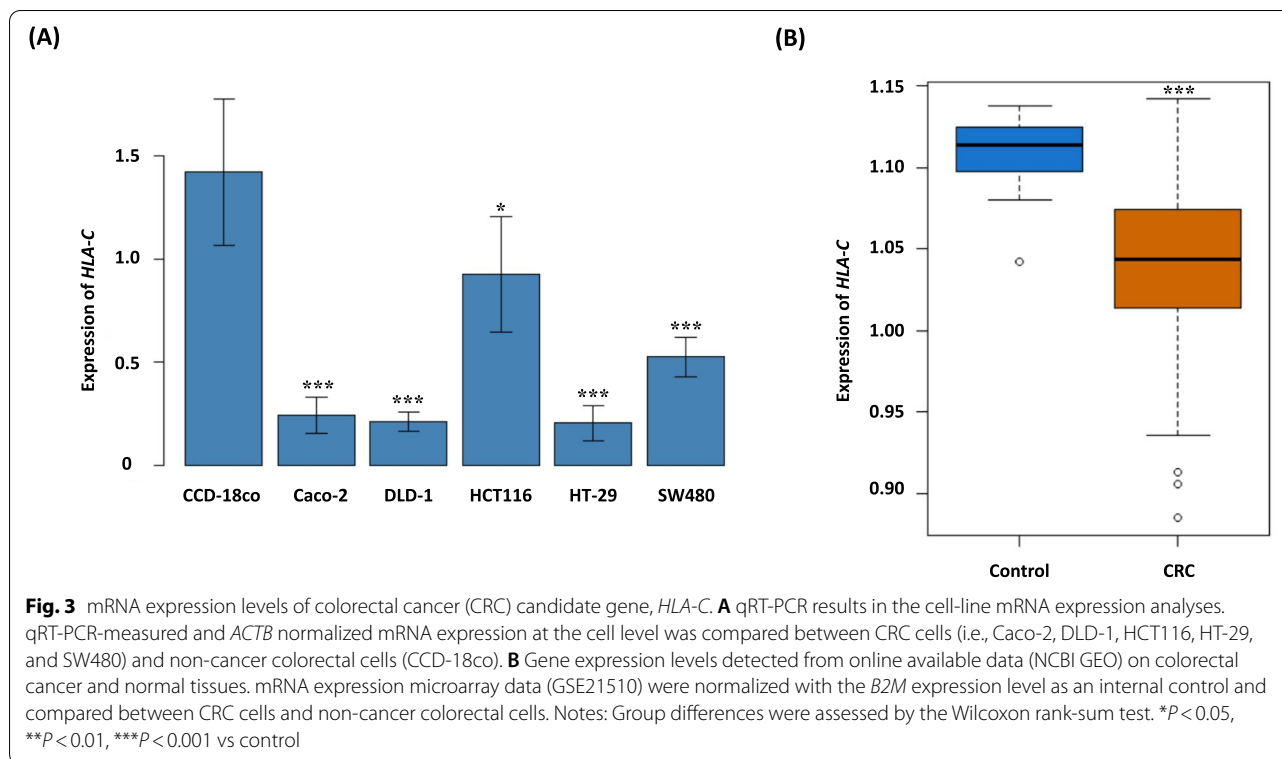 (A)
(B)
Expression of HLA-C
1.5
1.0
0.5
0
***
***
*
***
***
CCD-18co Caco-2 DLD-1 HCT116 HT-29 SW480
Expression of HLA-C
1.15
1.10
1.05
1.00
0.95
0.90
***
Control CRC
Fig. 3 mRNA expression levels of colorectal cancer (CRC) candidate gene, HLA-C. A qRT-PCR results in the cell-line mRNA expression analyses.
qRT-PCR-measured and ACTB normalized mRNA expression at the cell level was compared between CRC cells (i.e., Caco-2, DLD-1, HCT116, HT-29,
and SW480) and non-cancer colorectal cells (CCD-18co). B Gene expression levels detected from online available data (NCBI GEO) on colorectal
cancer and normal tissues. mRNA expression microarray data (GSE21510) were normalized with the B2M expression level as an internal control and
compared between CRC cells and non-cancer colorectal cells. Notes: Group differences were assessed by the Wilcoxon rank-sum test. *P < 0.05,
**P < 0.01, ***P < 0.001 vs control